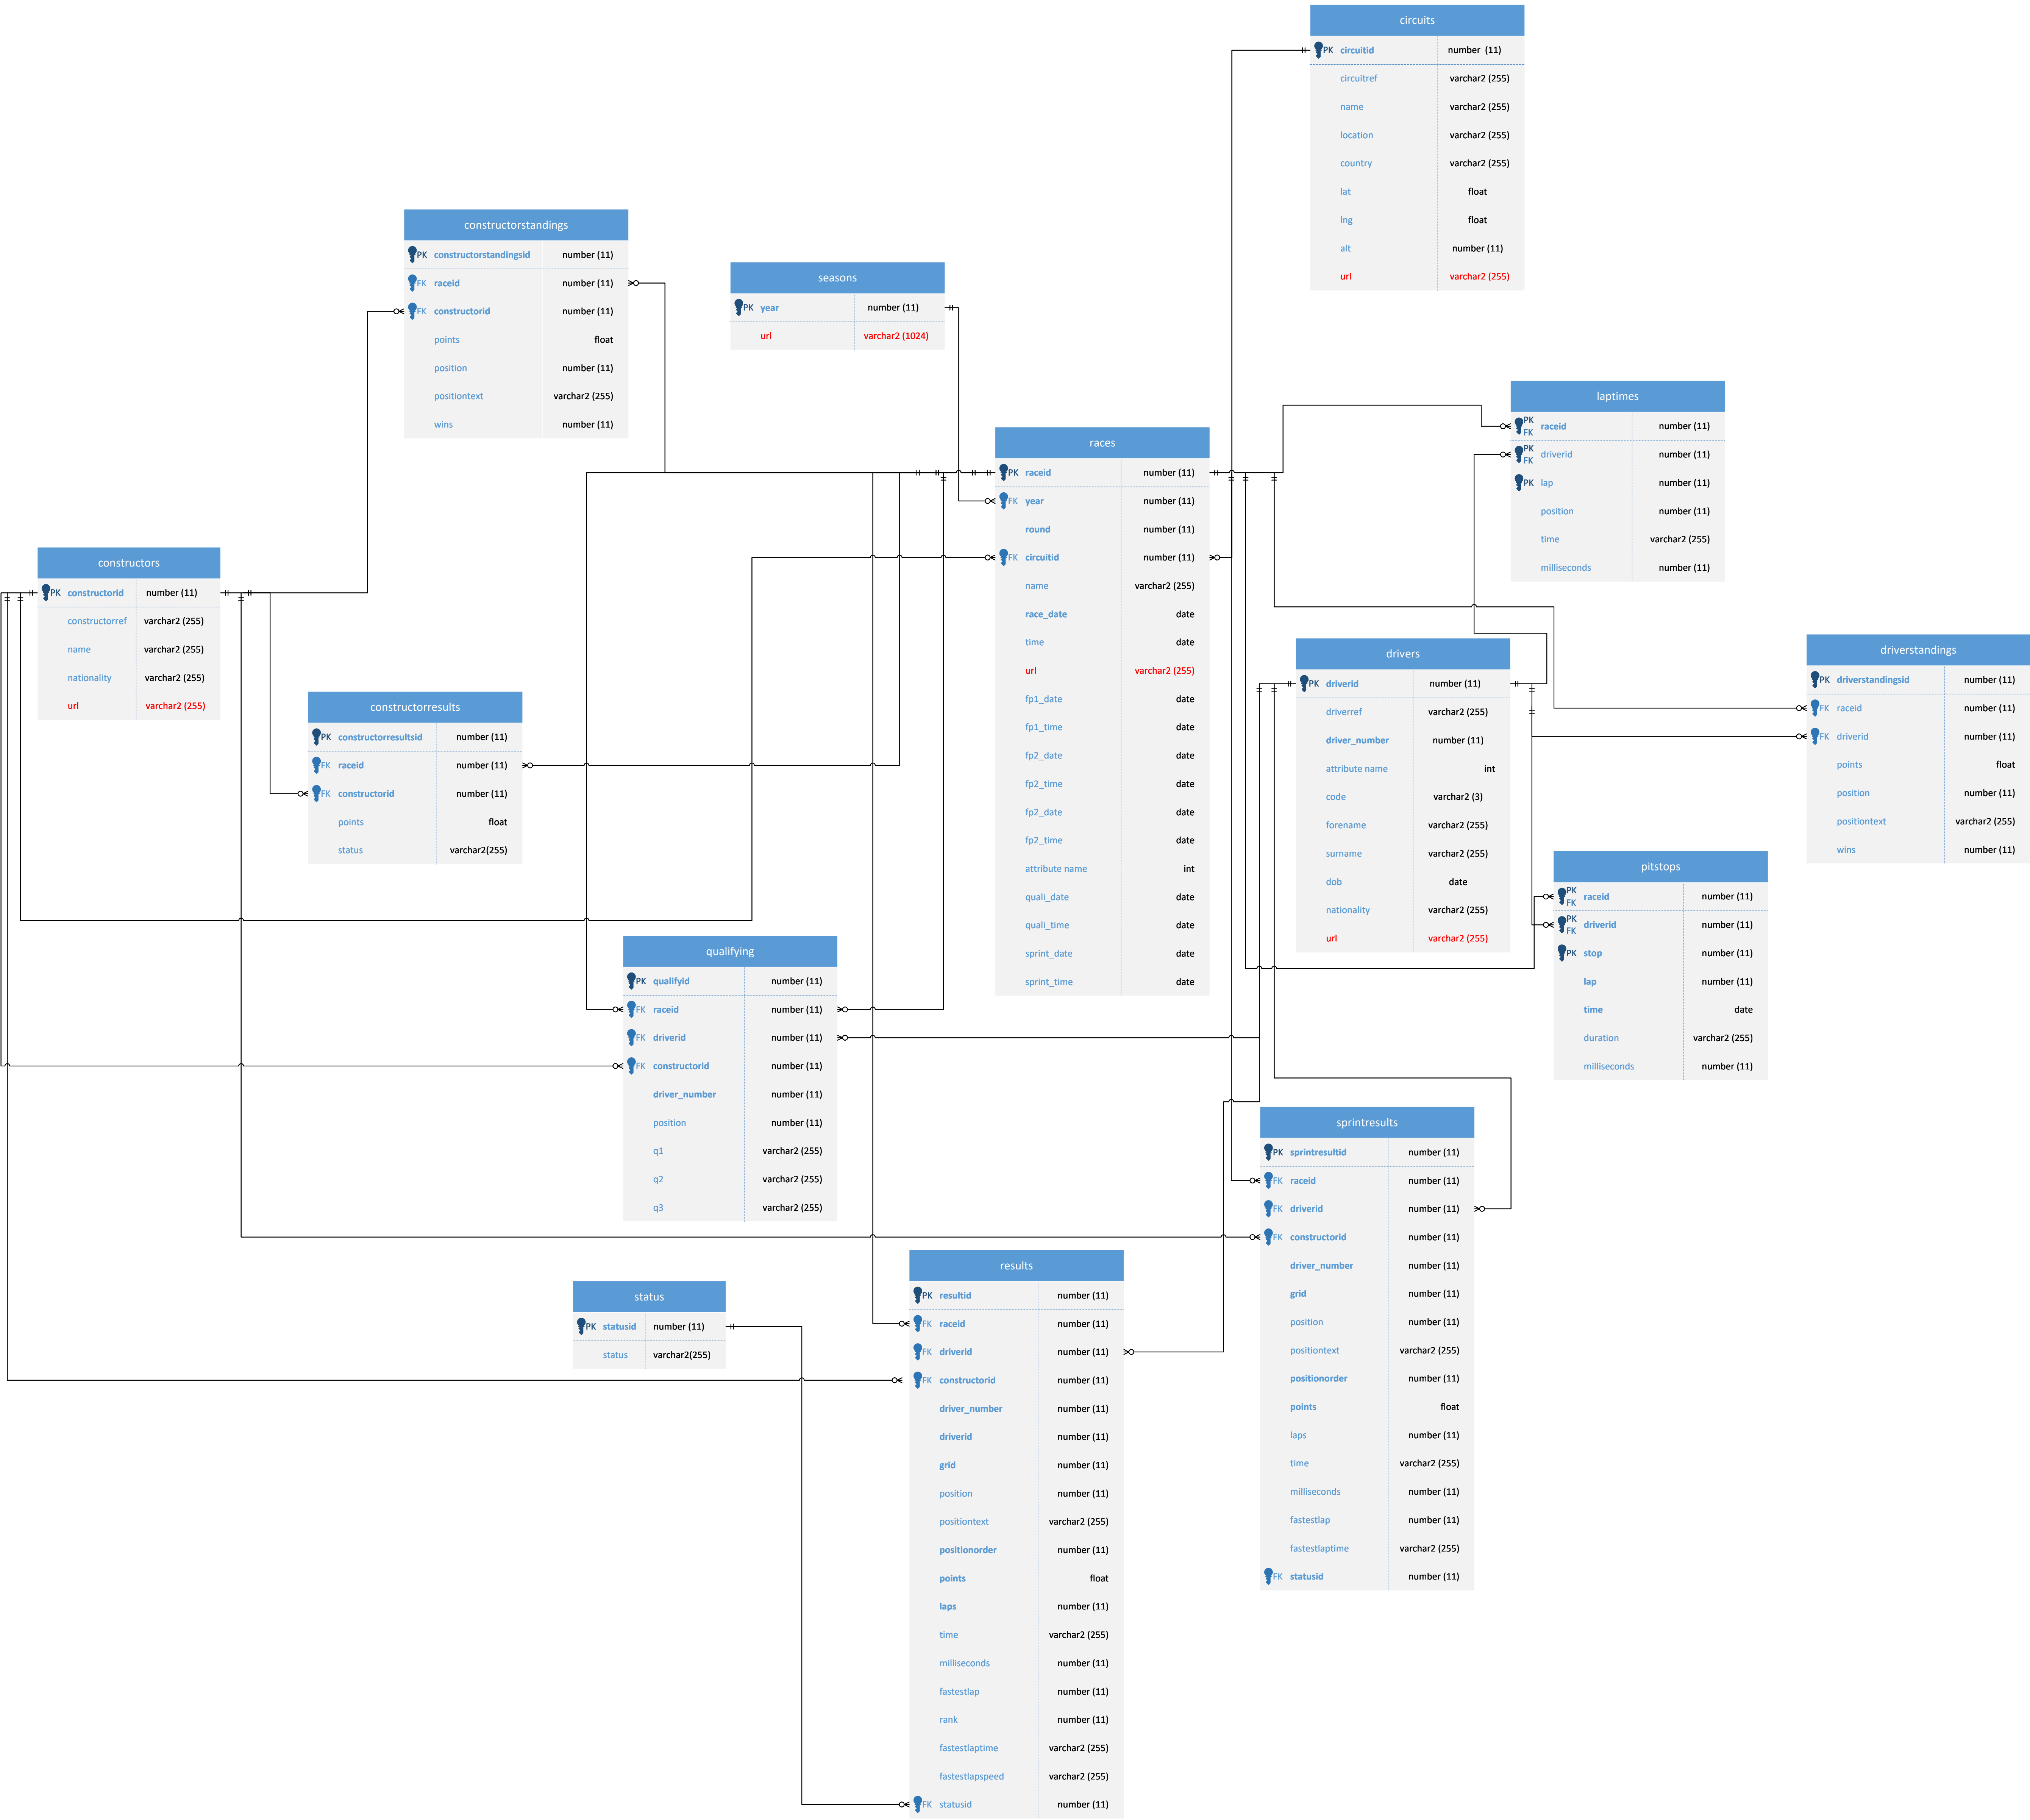 circuits
PK circuitid number (11)
circuitref varchar2 (255)
name varchar2 (255)
location varchar2 (255)
country varchar2 (255)
lat float
lng float
alt number (11)
url varchar2 (255)
constructorstandings
PK constructorstandingsid number (11)
FK raceid number (11)
FK constructorid number (11)
points float
position number (11)
positiontext varchar2 (255)
wins number (11)
seasons
PK year number (11)
url varchar2 (1024)
laptimes
PK FK raceid number (11)
PK FK driverid number (11)
PK lap number (11)
position number (11)
time varchar2 (255)
milliseconds number (11)
races
PK raceid number (11)
FK year number (11)
round number (11)
FK circuitid number (11)
name varchar2 (255)
race_date date
time date
url varchar2 (255)
fp1_date date
fp1_time date
fp2_date date
fp2_time date
fp2_date date
fp2_time date
attribute name int
quali_date date
quali_time date
sprint_date date
sprint_time date
constructors
PK constructorid number (11)
constructorref varchar2 (255)
name varchar2 (255)
nationality varchar2 (255)
url varchar2 (255)
constructorresults
PK constructorresultsid number (11)
FK raceid number (11)
FK constructorid number (11)
points float
status varchar2(255)
drivers
PK driverid number (11)
driverref varchar2 (255)
driver_number number (11)
attribute name int
code varchar2 (3)
forename varchar2 (255)
surname varchar2 (255)
dob date
nationality varchar2 (255)
url varchar2 (255)
driverstandings
PK driverstandingsid number (11)
FK raceid number (11)
FK driverid number (11)
points float
position number (11)
positiontext varchar2 (255)
wins number (11)
pitstops
PK FK raceid number (11)
PK FK driverid number (11)
PK stop number (11)
lap number (11)
time date
duration varchar2 (255)
milliseconds number (11)
qualifying
PK qualifyid number (11)
FK raceid number (11)
FK driverid number (11)
FK constructorid number (11)
driver_number number (11)
position number (11)
q1 varchar2 (255)
q2 varchar2 (255)
q3 varchar2 (255)
sprintresults
PK sprintresultid number (11)
FK raceid number (11)
FK driverid number (11)
FK constructorid number (11)
driver_number number (11)
grid number (11)
position number (11)
positiontext varchar2 (255)
positionorder number (11)
points float
laps number (11)
time varchar2 (255)
milliseconds number (11)
fastestlap number (11)
fastestlaptime varchar2 (255)
FK statusid number (11)
status
PK statusid number (11)
status varchar2(255)
results
PK resultid number (11)
FK raceid number (11)
FK driverid number (11)
FK constructorid number (11)
driver_number number (11)
driverid number (11)
grid number (11)
position number (11)
positiontext varchar2 (255)
positionorder number (11)
points float
laps number (11)
time varchar2 (255)
milliseconds number (11)
fastestlap number (11)
rank number (11)
fastestlaptime varchar2 (255)
fastestlapspeed varchar2 (255)
FK statusid number (11)